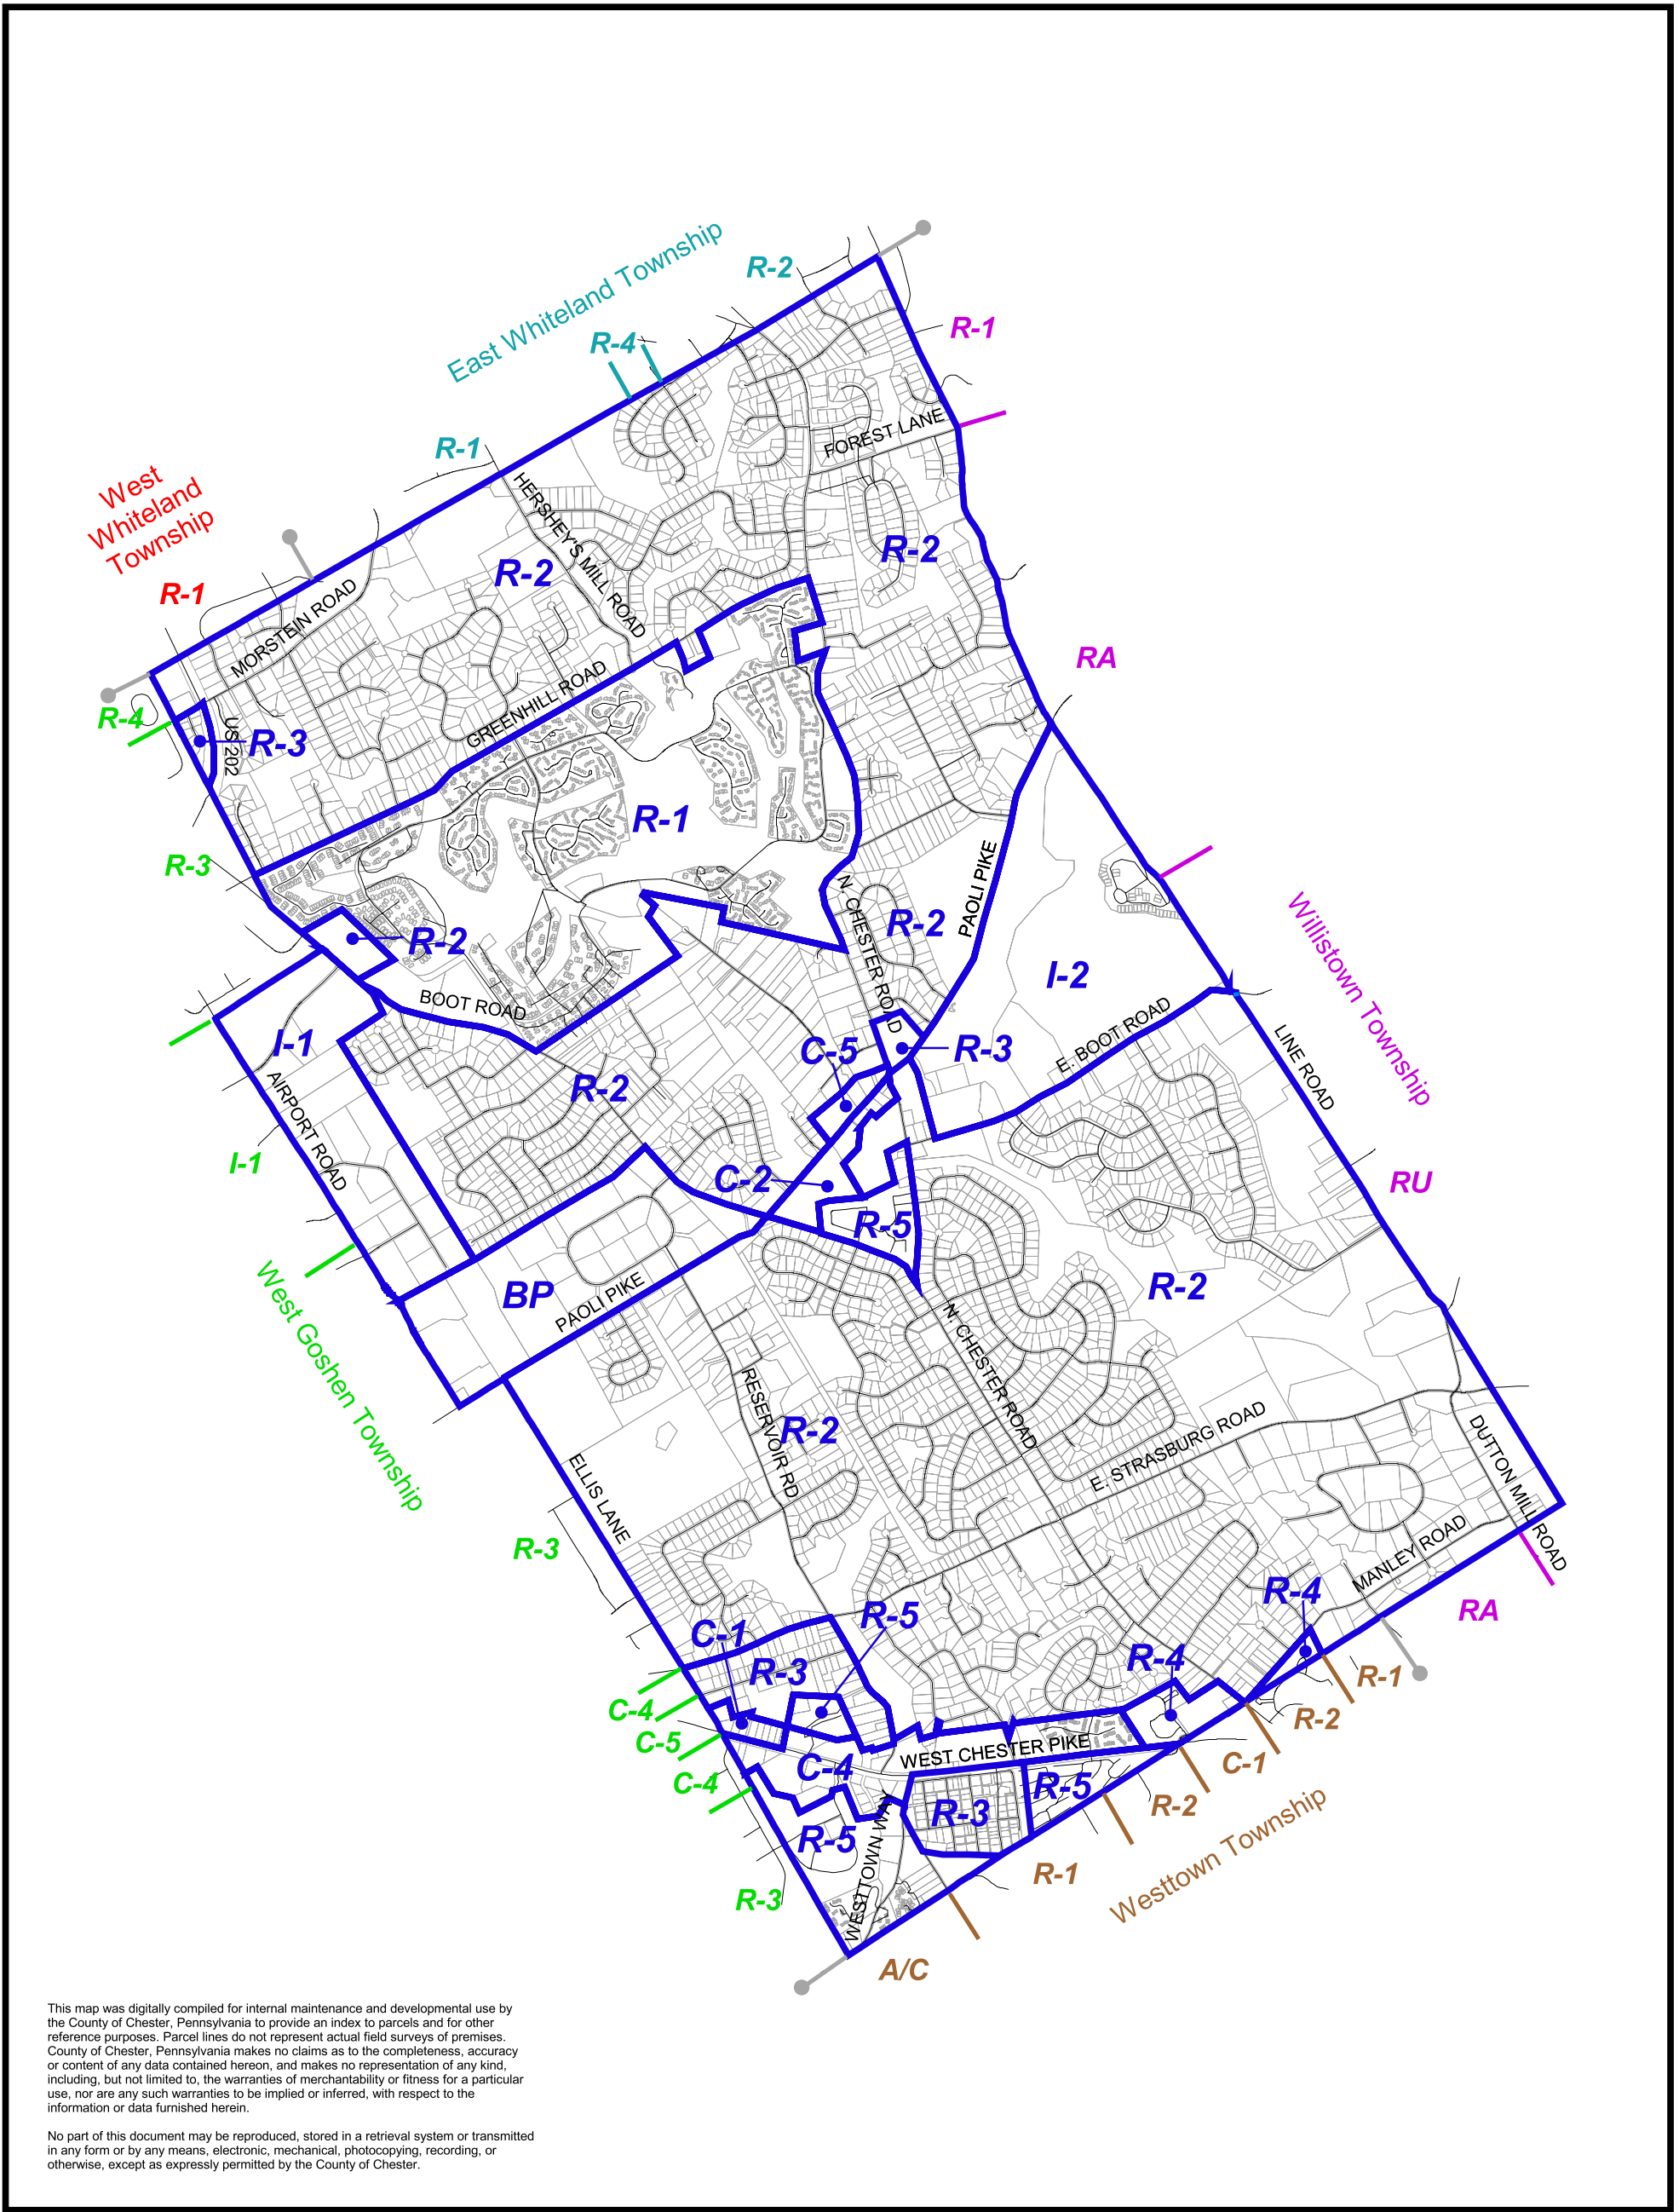 East Whiteland Township
R-2
R-4
R-1
R-1
West
Whiteland
Township
R-1
FOREST LANE
HERSHEY'S MILL ROAD
R-2
R-2
MORSTEIN ROAD
GREENHILL ROAD
RA
R-4
US 202
R-3
R-1
R-3
PAOLI PIKE
N CHESTER ROAD
R-2
R-2
Willistown Township
I-2
BOOT ROAD
I-1
C-5
R-3
E. BOOT ROAD
LINE ROAD
R-2
AIRPORT ROAD
I-1
C-2
R-5
RU
R-2
BP
PAOLI PIKE
West Goshen Township
N. CHESTER ROAD
RESERVOIR RD
R-2
E. STRASBURG ROAD
DUTTON MILL ROAD
ELLIS LANE
R-3
MANLEY ROAD
R-4
RA
R-5
C-1
R-3
R-4
R-1
C-4
R-2
C-5
WEST CHESTER PIKE
C-1
C-4
C-4
R-5
R-2
R-3
R-5
WESTTOWN WAY
Westtown Township
R-1
R-3
A/C
This map was digitally compiled for internal maintenance and developmental use by
the County of Chester, Pennsylvania to provide an index to parcels and for other
reference purposes. Parcel lines do not represent actual field surveys of premises.
County of Chester, Pennsylvania makes no claims as to the completeness, accuracy
or content of any data contained hereon, and makes no representation of any kind,
including, but not limited to, the warranties of merchantability or fitness for a particular
use, nor are any such warranties to be implied or inferred, with respect to the
information or data furnished herein.
No part of this document may be reproduced, stored in a retrieval system or transmitted
in any form or by any means, electronic, mechanical, photocopying, recording, or
otherwise, except as expressly permitted by the County of Chester.